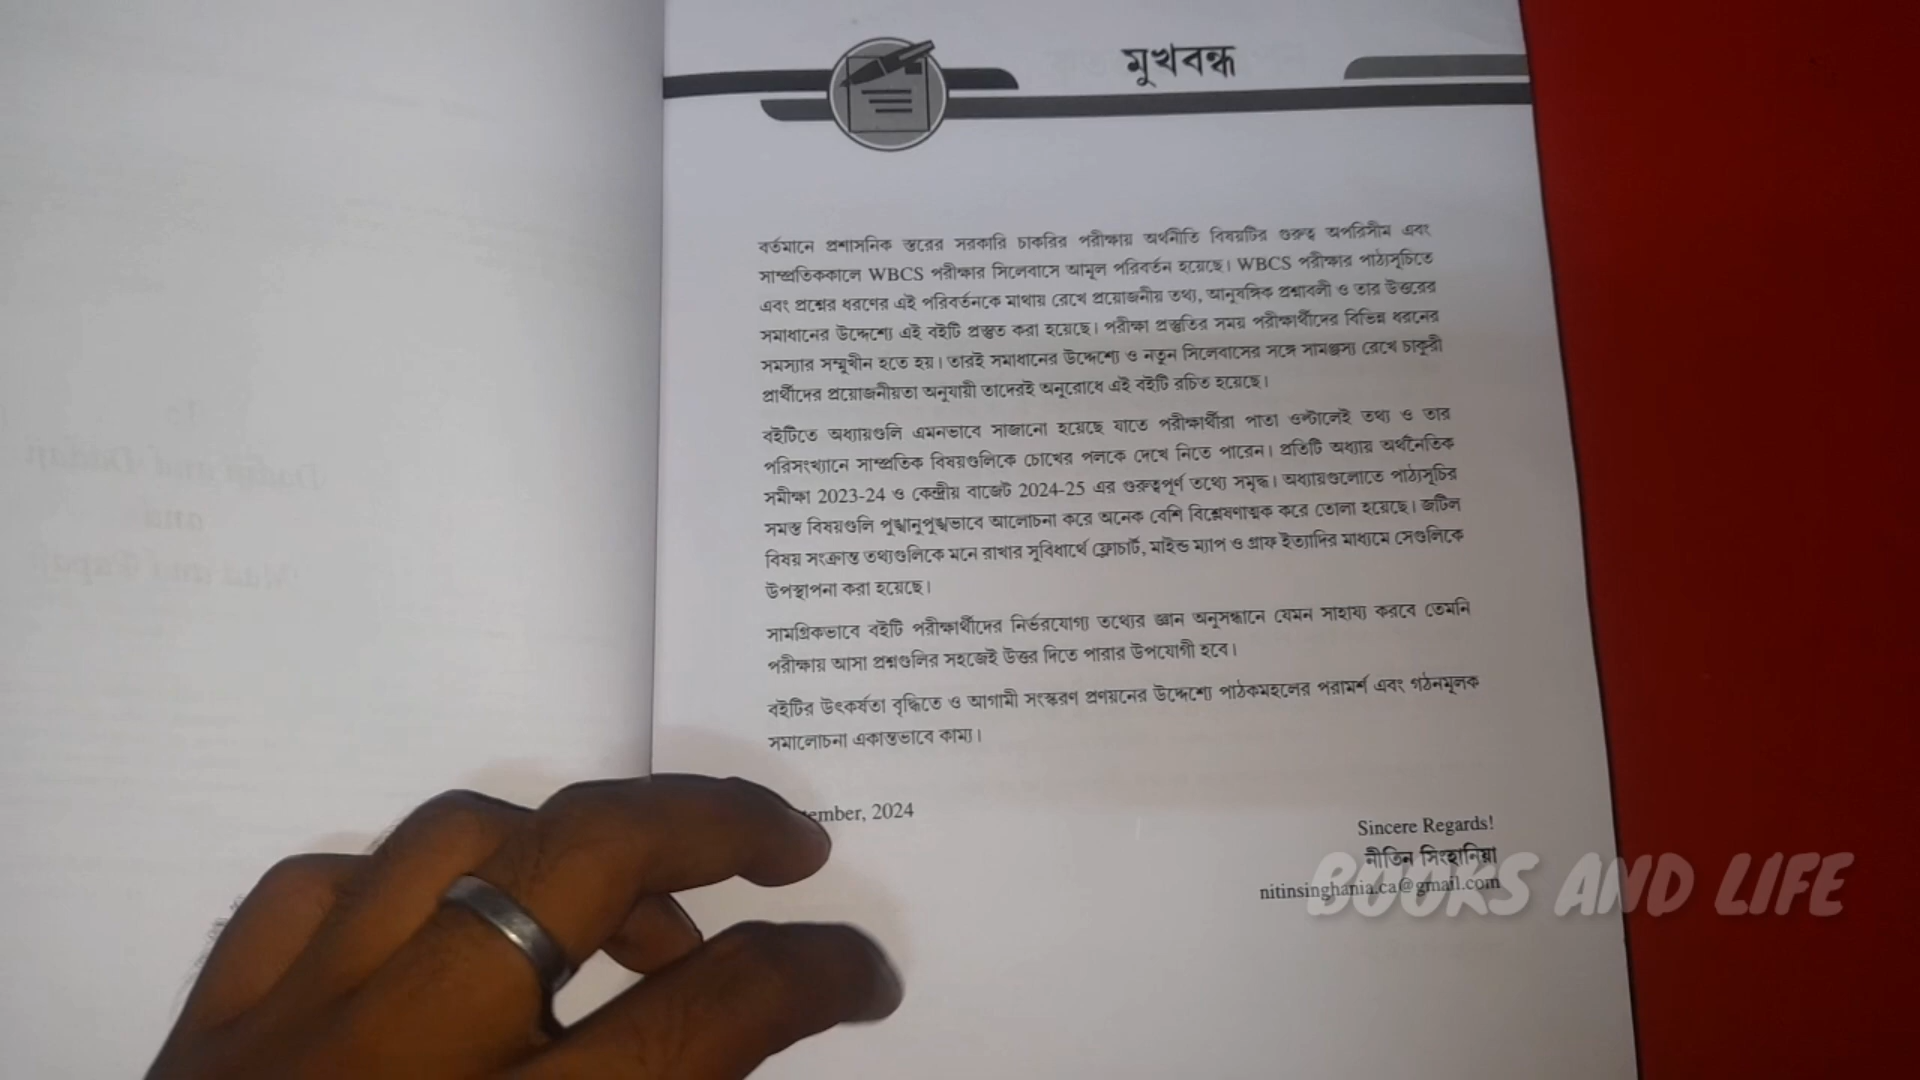 মুখবন্ধ
বর্তমানে প্রশাসনিক স্তরের সরকারি চাকরির পরীক্ষায় অর্থনীতি বিষয়টির গুরুত্ব অপরিসীম এবং
সাম্প্রতিককালে WBCS পরীক্ষার সিলেবাসে আমূল পরিবর্তন হয়েছে। WBCS পরীক্ষার পাঠ্যসূচিতে
এবং প্রশ্নের ধরণের এই পরিবর্তনকে মাথায় রেখে প্রয়োজনীয় তথ্য, আনুষঙ্গিক প্রশ্নাবলী ও তার উত্তরের
সমাধানের উদ্দেশ্যে এই বইটি প্রস্তুত করা হয়েছে। পরীক্ষা প্রস্তুতির সময় পরীক্ষার্থীদের বিভিন্ন ধরনের
সমস্যার সম্মুখীন হতে হয়। তারই সমাধানের উদ্দেশ্যে ও নতুন সিলেবাসের সঙ্গে সামঞ্জস্য রেখে চাকুরী
প্রার্থীদের প্রয়োজনীয়তা অনুযায়ী তাদেরই অনুরোধে এই বইটি রচিত হয়েছে।
বইটিতে অধ্যায়গুলি এমনভাবে সাজানো হয়েছে যাতে পরীক্ষার্থীরা পাতা ওল্টালেই তথ্য ও তার
পরিসংখ্যানে সাম্প্রতিক বিষয়গুলিকে চোখের পলকে দেখে নিতে পারেন। প্রতিটি অধ্যায় অর্থনৈতিক
সমীক্ষা 2023-24 ও কেন্দ্রীয় বাজেট 2024-25 এর গুরুত্বপূর্ণ তথ্যে সমৃদ্ধ। অধ্যায়গুলোতে পাঠ্যসূচির
সমস্ত বিষয়গুলি পুঙ্খানুপুঙ্খভাবে আলোচনা করে অনেক বেশি বিশ্লেষণাত্মক করে তোলা হয়েছে। জটিল
বিষয় সংক্রান্ত তথ্যগুলিকে মনে রাখার সুবিধার্থে ফ্লোচার্ট, মাইন্ড ম্যাপ ও গ্রাফ ইত্যাদির মাধ্যমে সেগুলিকে
উপস্থাপনা করা হয়েছে।
সামগ্রিকভাবে বইটি পরীক্ষার্থীদের নির্ভরযোগ্য তথ্যের জ্ঞান অনুসন্ধানে যেমন সাহায্য করবে তেমনি
পরীক্ষায় আসা প্রশ্নগুলির সহজেই উত্তর দিতে পারার উপযোগী হবে।
বইটির উৎকর্ষতা বৃদ্ধিতে ও আগামী সংস্করণ প্রণয়নের উদ্দেশ্যে পাঠকমহলের পরামর্শ এবং গঠনমূলক
সমালোচনা একান্তভাবে কাম্য।
2024
Sincere Regards!
নীতিন সিংহানিয়া
nitinsinghania.ca@gmail.com
BOOKS AND LIFE